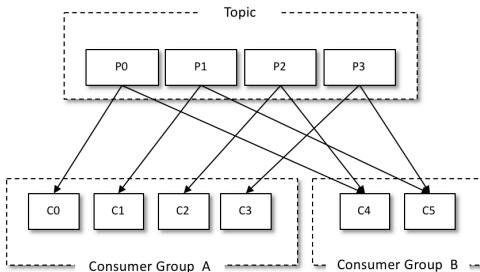 Topic
P0 P1 P2 P3
C0 C1 C2 C3 C4 C5
Consumer Group A Consumer Group B